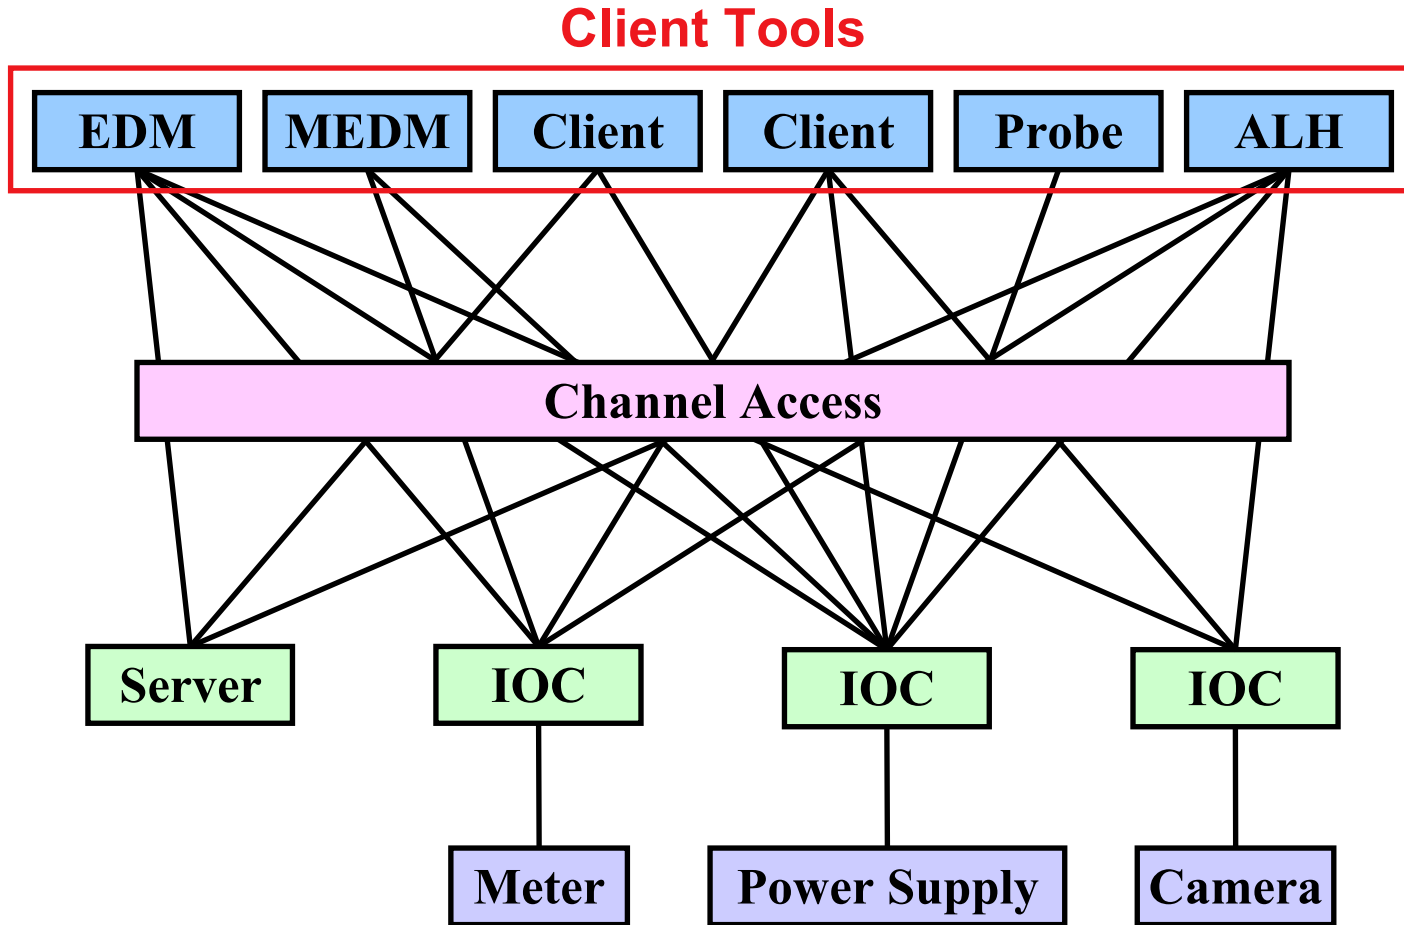 Client Tools
EDM MEDM Client Client Probe ALH
Channel Access
Server IOC IOC IOC
Meter Power Supply Camera